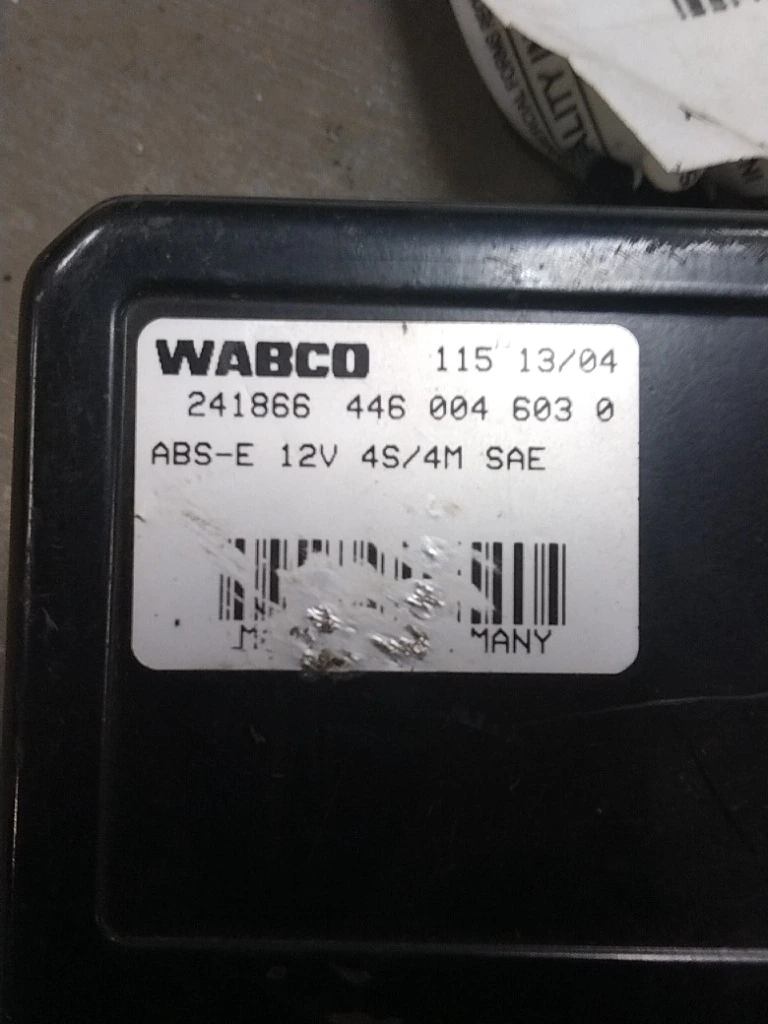 WABCO 115 13/04
241866 446 004 603 0
ABS-E 12V 4S/4M SAE
MANY